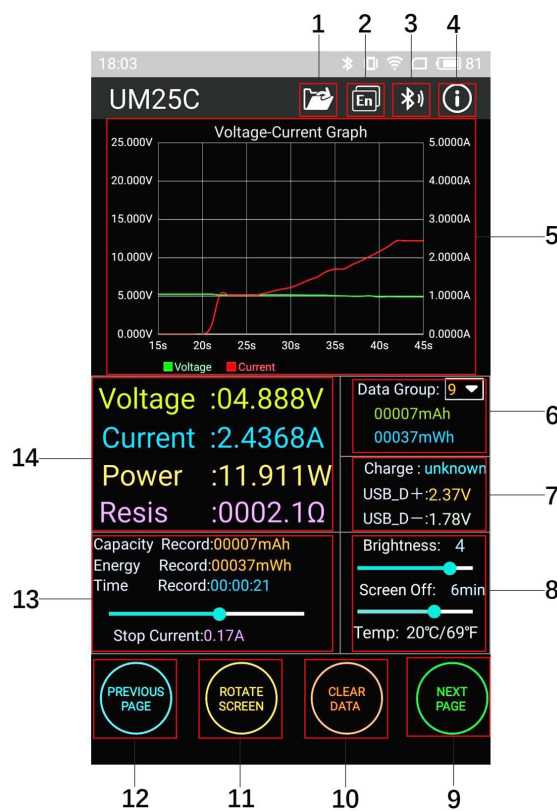 1 2 3 4
18:03 81
UM25C En
Voltage-Current Graph
25.000V 5.0000A
20.000V 4.0000A
15.000V 3.0000A
10.000V 2.0000A
5.000V 1.0000A
0.000V 0.0000A
15s 20s 25s 30s 35s 40s 45s
Voltage Current
5
Voltage :04.888V
Current :2.4368A
Power :11.911W
Resis :0002.1Ω
14
Data Group: 9
00007mAh
00037mWh
6
Charge : unknown
USB_D+:2.37V
USB_D−:1.78V
7
Capacity Record:00007mAh
Energy Record:00037mWh
Time Record:00:00:21
Stop Current:0.17A
13
Brightness: 4
Screen Off: 6min
Temp: 20℃/69℉
8
PREVIOUS PAGE
ROTATE SCREEN
CLEAR DATA
NEXT PAGE
12 11 10 9